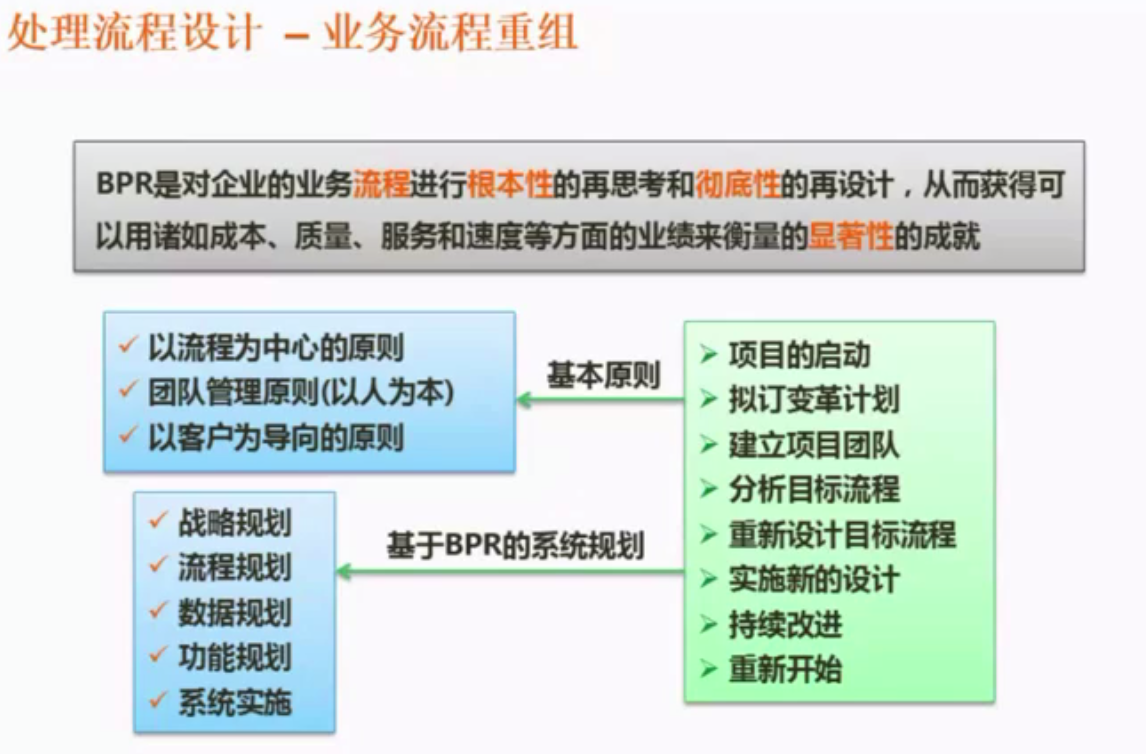 处理流程设计 – 业务流程重组
BPR是对企业的业务流程进行根本性的再思考和彻底性的再设计，从而获得可
以用诸如成本、质量、服务和速度等方面的业绩来衡量的显著性的成就
以流程为中心的原则
团队管理原则(以人为本)
以客户为导向的原则
基本原则
项目的启动
拟订变革计划
建立项目团队
分析目标流程
重新设计目标流程
实施新的设计
持续改进
重新开始
基于BPR的系统规划
战略规划
流程规划
数据规划
功能规划
系统实施